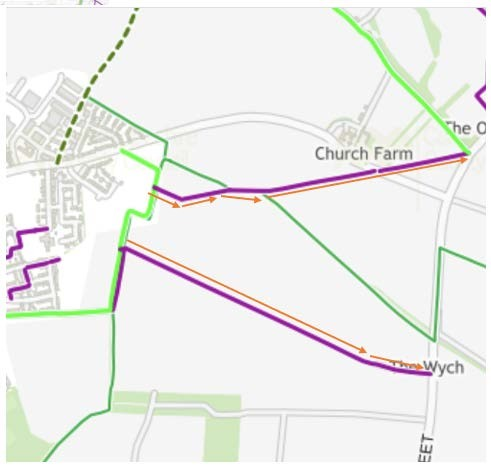 The O
Church Farm
The Wych
EET